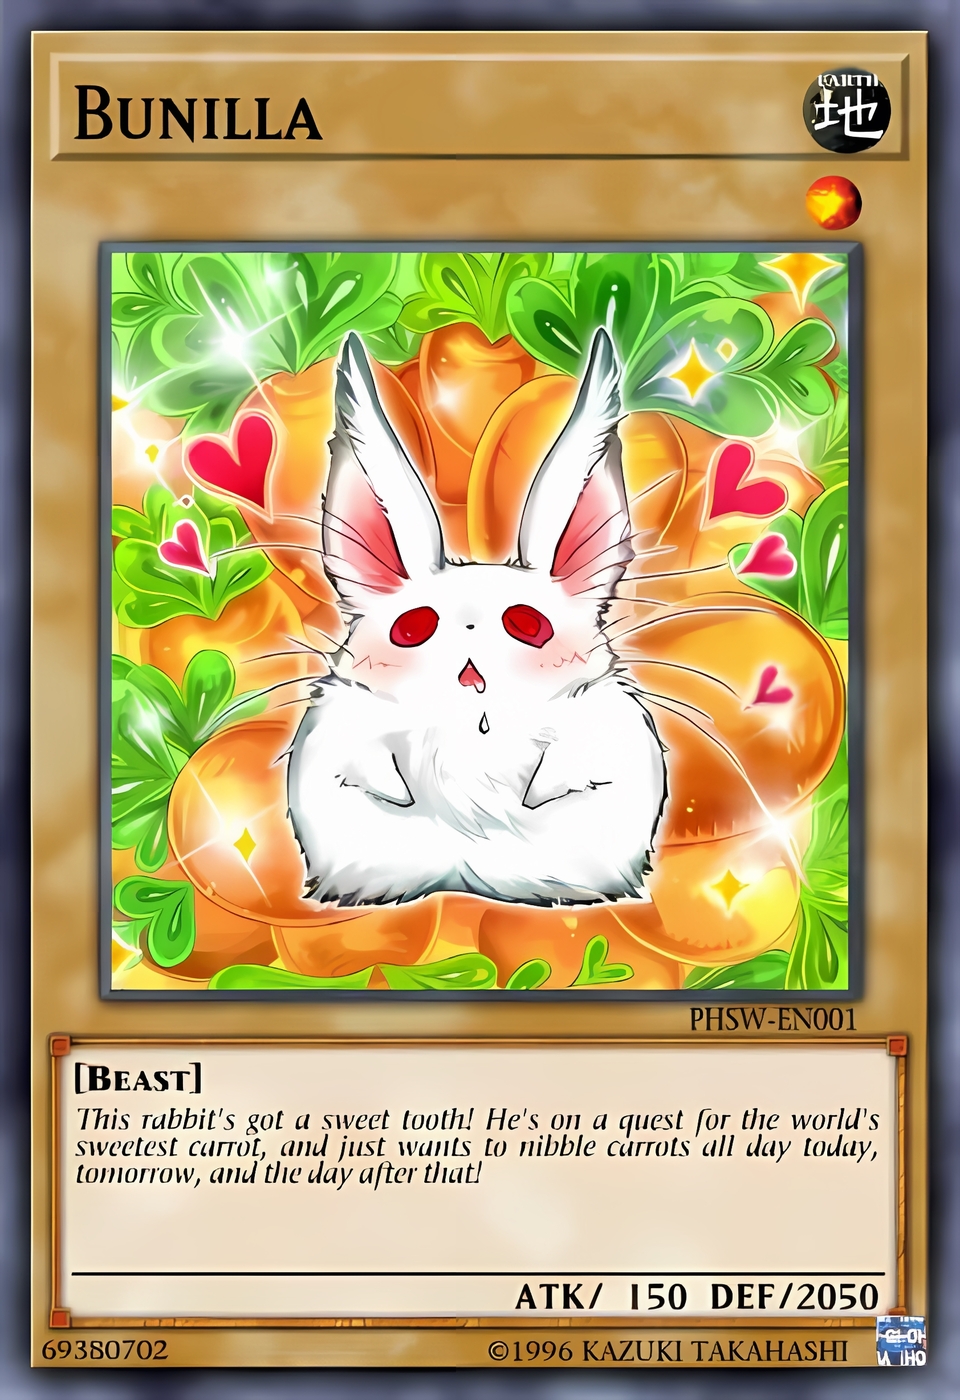 BUNILLA
EARTH
地
PHSW-EN001
[BEAST]
This rabbit's got a sweet tooth! He's on a quest for the world's
sweetest carrot, and just wants to nibble carrots all day today,
tomorrow, and the day after that!
ATK/ 150 DEF/2050
69380702
©1996 KAZUKI TAKAHASHI